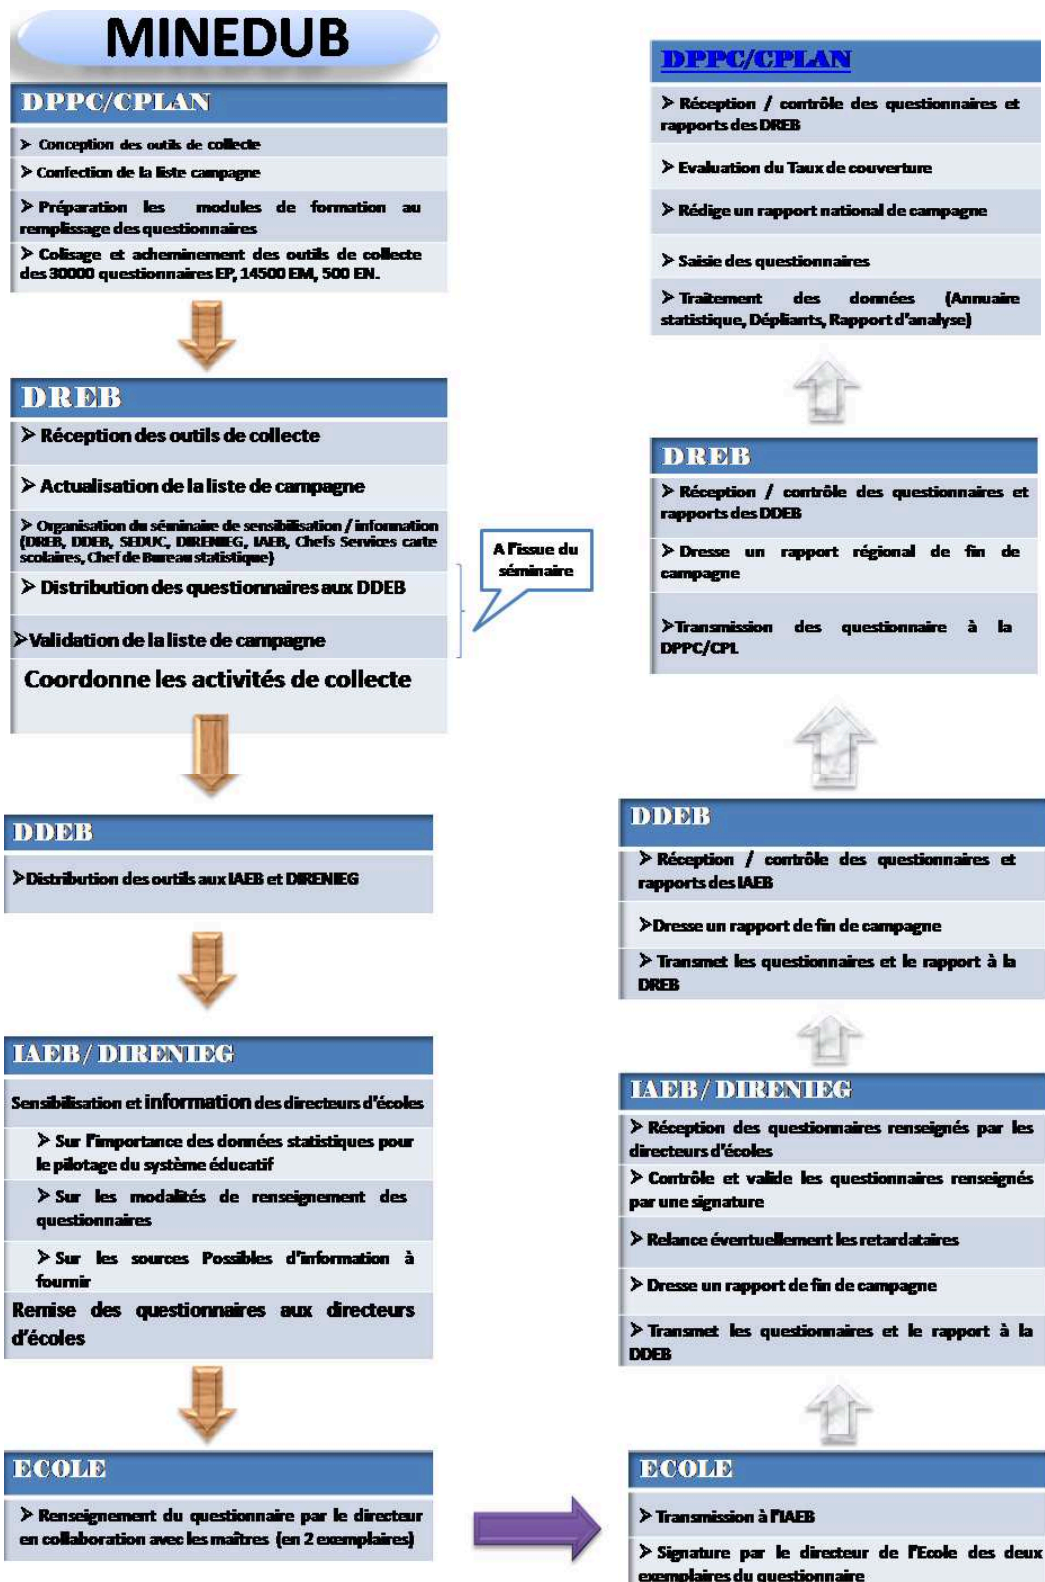 MINEDUB
DPPC/CPLAN
➢ Conception des outils de collecte
➢ Confection de la liste campagne
➢ Préparation les modules de formation au
remplissage des questionnaires
➢ Colisage et acheminement des outils de collecte
des 30000 questionnaires EP, 14500 EM, 500 EN.
DREB
➢ Réception des outils de collecte
➢ Actualisation de la liste de campagne
➢ Organisation du séminaire de sensibilisation / information
(DREB, DDEB, SEDUC, DIRENIEG, IAEB, Chefs Services carte
scolaires, Chef de Bureau statistique)
➢ Distribution des questionnaires aux DDEB
➢Validation de la liste de campagne
Coordonne les activités de collecte
A l'issue du
séminaire
DDEB
➢Distribution des outils aux IAEB et DIRENIEG
IAEB/ DIRENIEG
Sensibilisation et information des directeurs d'écoles
➢ Sur l'importance des données statistiques pour
le pilotage du système éducatif
➢ Sur les modalités de renseignement des
questionnaires
➢ Sur les sources Possibles d'information à
fournir
Remise des questionnaires aux directeurs
d'écoles
ECOLE
➢ Renseignement du questionnaire par le directeur
en collaboration avec les maîtres (en 2 exemplaires)
DPPC/CPLAN
➢ Réception / contrôle des questionnaires et
rapports des DREB
➢ Evaluation du Taux de couverture
➢ Rédige un rapport national de campagne
➢ Saisie des questionnaires
➢ Traitement des données (Annuaire
statistique, Dépliants, Rapport d'analyse)
DREB
➢ Réception / contrôle des questionnaires et
rapports des DDEB
➢ Dresse un rapport régional de fin de
campagne
➢Transmission des questionnaire à la
DPPC/CPL
DDEB
➢ Réception / contrôle des questionnaires et
rapports des IAEB
➢Dresse un rapport de fin de campagne
➢ Transmet les questionnaires et le rapport à la
DREB
IAEB/ DIRENIEG
➢ Réception des questionnaires renseignés par les
directeurs d'écoles
➢ Contrôle et valide les questionnaires renseignés
par une signature
➢ Relance éventuellement les retardataires
➢ Dresse un rapport de fin de campagne
➢ Transmet les questionnaires et le rapport à la
DDEB
ECOLE
➢ Transmission à l'IAEB
➢ Signature par le directeur de l'Ecole des deux
exemplaires du questionnaire